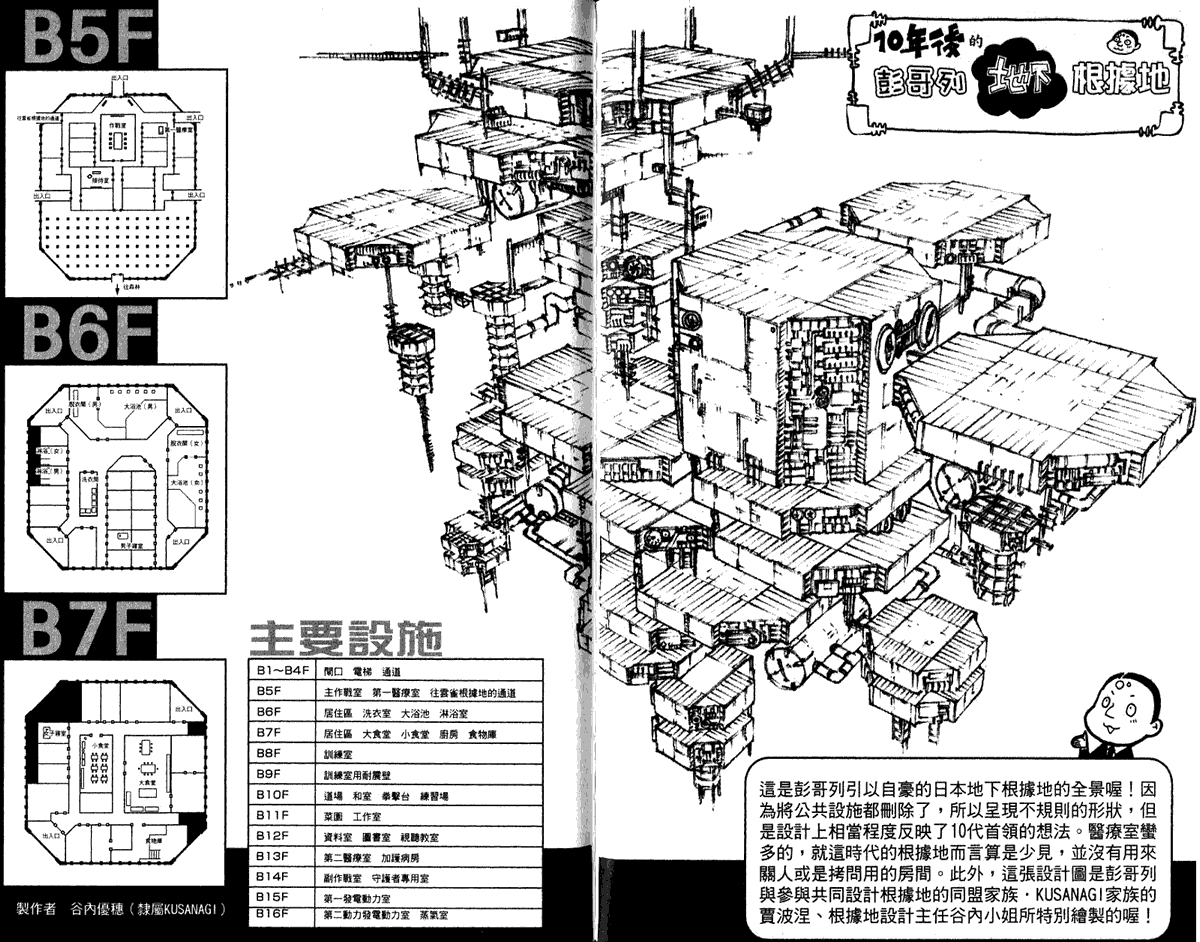 10年後的
彭哥列 地下 根據地
B5F
出入口
往雲雀根據地的通道
出入口
作戰室
第一醫療室
接待室
出入口
出入口
往森林
B6F
出入口
脫衣間(男)
大浴池(男)
出入口
脫衣間(女)
淋浴(女)
淋浴(男)
洗衣間
大浴池(女)
出入口
男子寢室
出入口
B7F
出入口
女子寢室
小食堂
大食堂
出入口
食物庫
主要設施
B1~B4F 閘口 電梯 通道
B5F 主作戰室 第一醫療室 往雲雀根據地的通道
B6F 居住區 洗衣室 大浴池 淋浴室
B7F 居住區 大食堂 小食堂 廚房 食物庫
B8F 訓練室
B9F 訓練室用耐震壁
B10F 道場 和室 拳擊台 練習場
B11F 菜園 工作室
B12F 資料室 圖書室 視聽教室
B13F 第二醫療室 加護病房
B14F 副作戰室 守護者專用室
B15F 第一發電動力室
B16F 第二動力發電動力室 蒸氣室
製作者 谷內優穗(隸屬KUSANAGI)
這是彭哥列引以自豪的日本地下根據地的全景喔!因
為將公共設施都刪除了,所以呈現不規則的形狀,但
是設計上相當程度反映了10代首領的想法。醫療室蠻
多的,就這時代的根據地而言算是少見,並沒有用來
關人或是拷問用的房間。此外,這張設計圖是彭哥列
與參與共同設計根據地的同盟家族‧KUSANAGI家族的
賈波涅、根據地設計主任谷內小姐所特別繪製的喔!